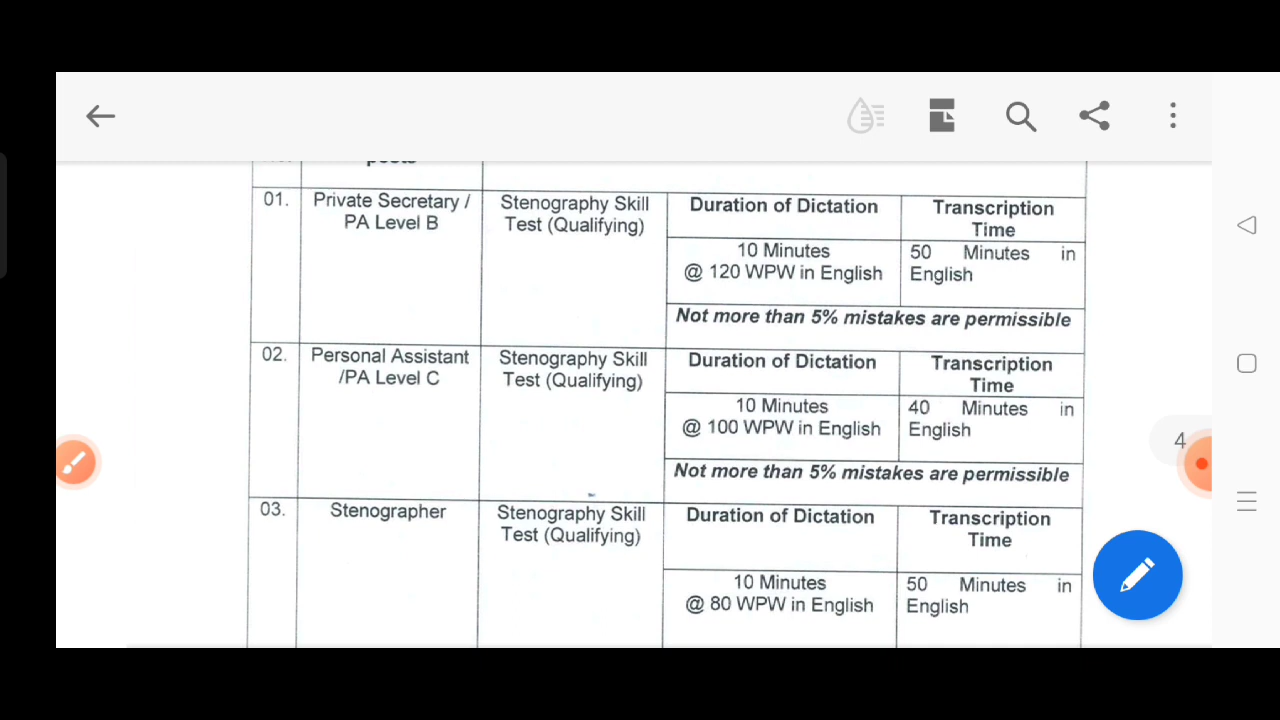 posts
01.
Private Secretary /
PA Level B
Stenography Skill
Test (Qualifying)
Duration of Dictation
Transcription
Time
10 Minutes
@ 120 WPW in English
50 Minutes in
English
Not more than 5% mistakes are permissible
02.
Personal Assistant
/PA Level C
Stenography Skill
Test (Qualifying)
Duration of Dictation
Transcription
Time
10 Minutes
@ 100 WPW in English
40 Minutes in
English
Not more than 5% mistakes are permissible
4
03.
Stenographer
Stenography Skill
Test (Qualifying)
Duration of Dictation
Transcription
Time
10 Minutes
@ 80 WPW in English
50 Minutes in
English